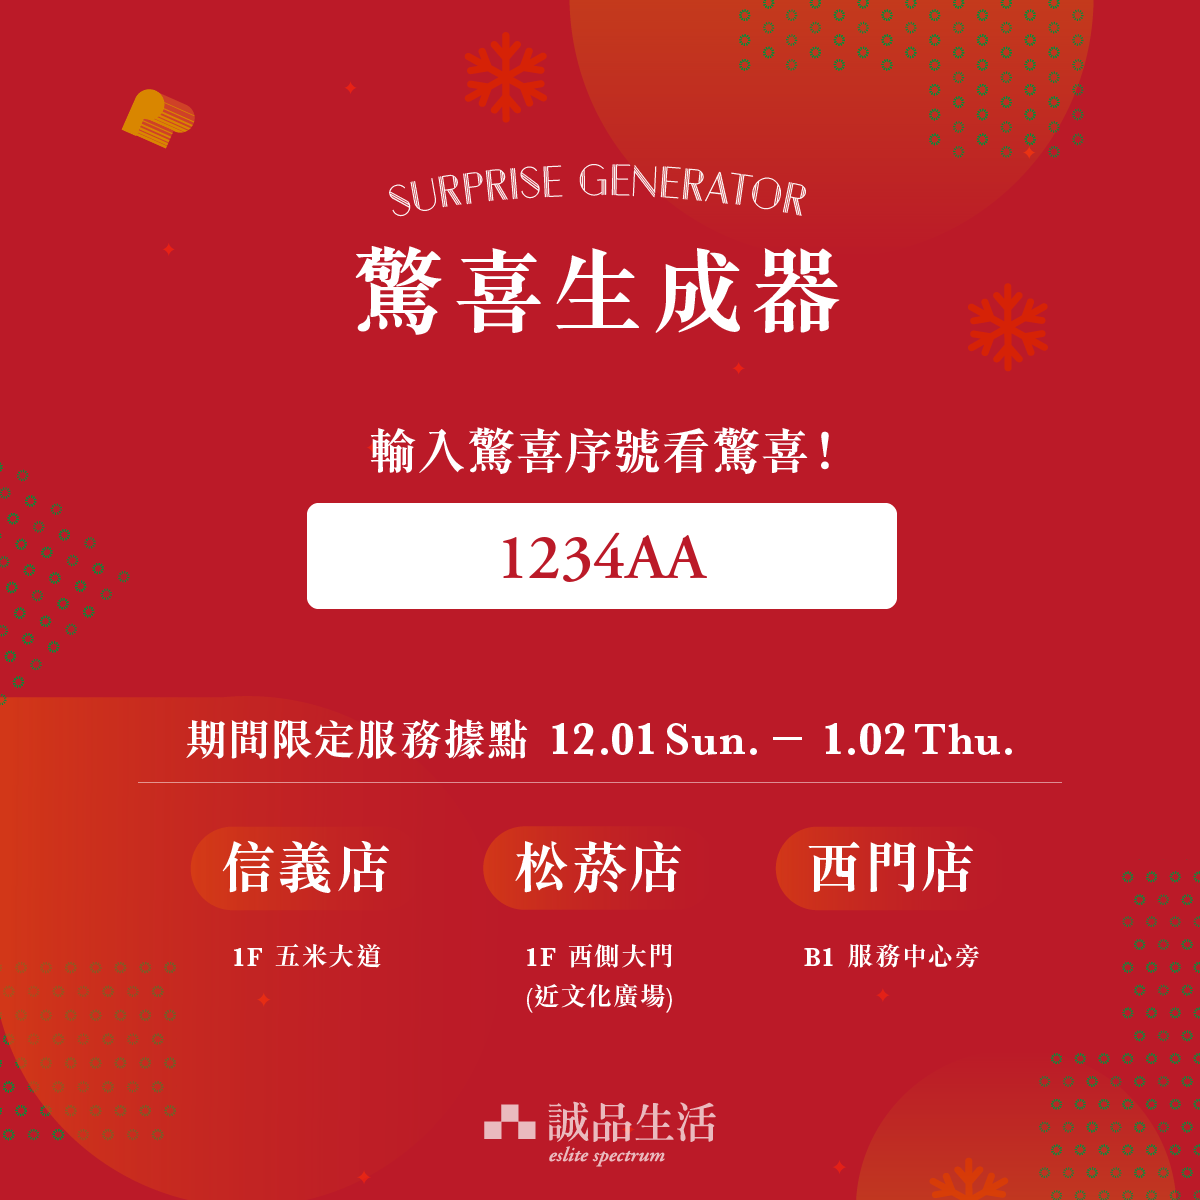 SURPRISE GENERATOR
驚喜生成器
輸入驚喜序號看驚喜！
1234AA
期間限定服務據點 12.01 Sun. － 1.02 Thu.
信義店
1F 五米大道
松菸店
1F 西側大門
(近文化廣場)
西門店
B1 服務中心旁
誠品生活
eslite spectrum